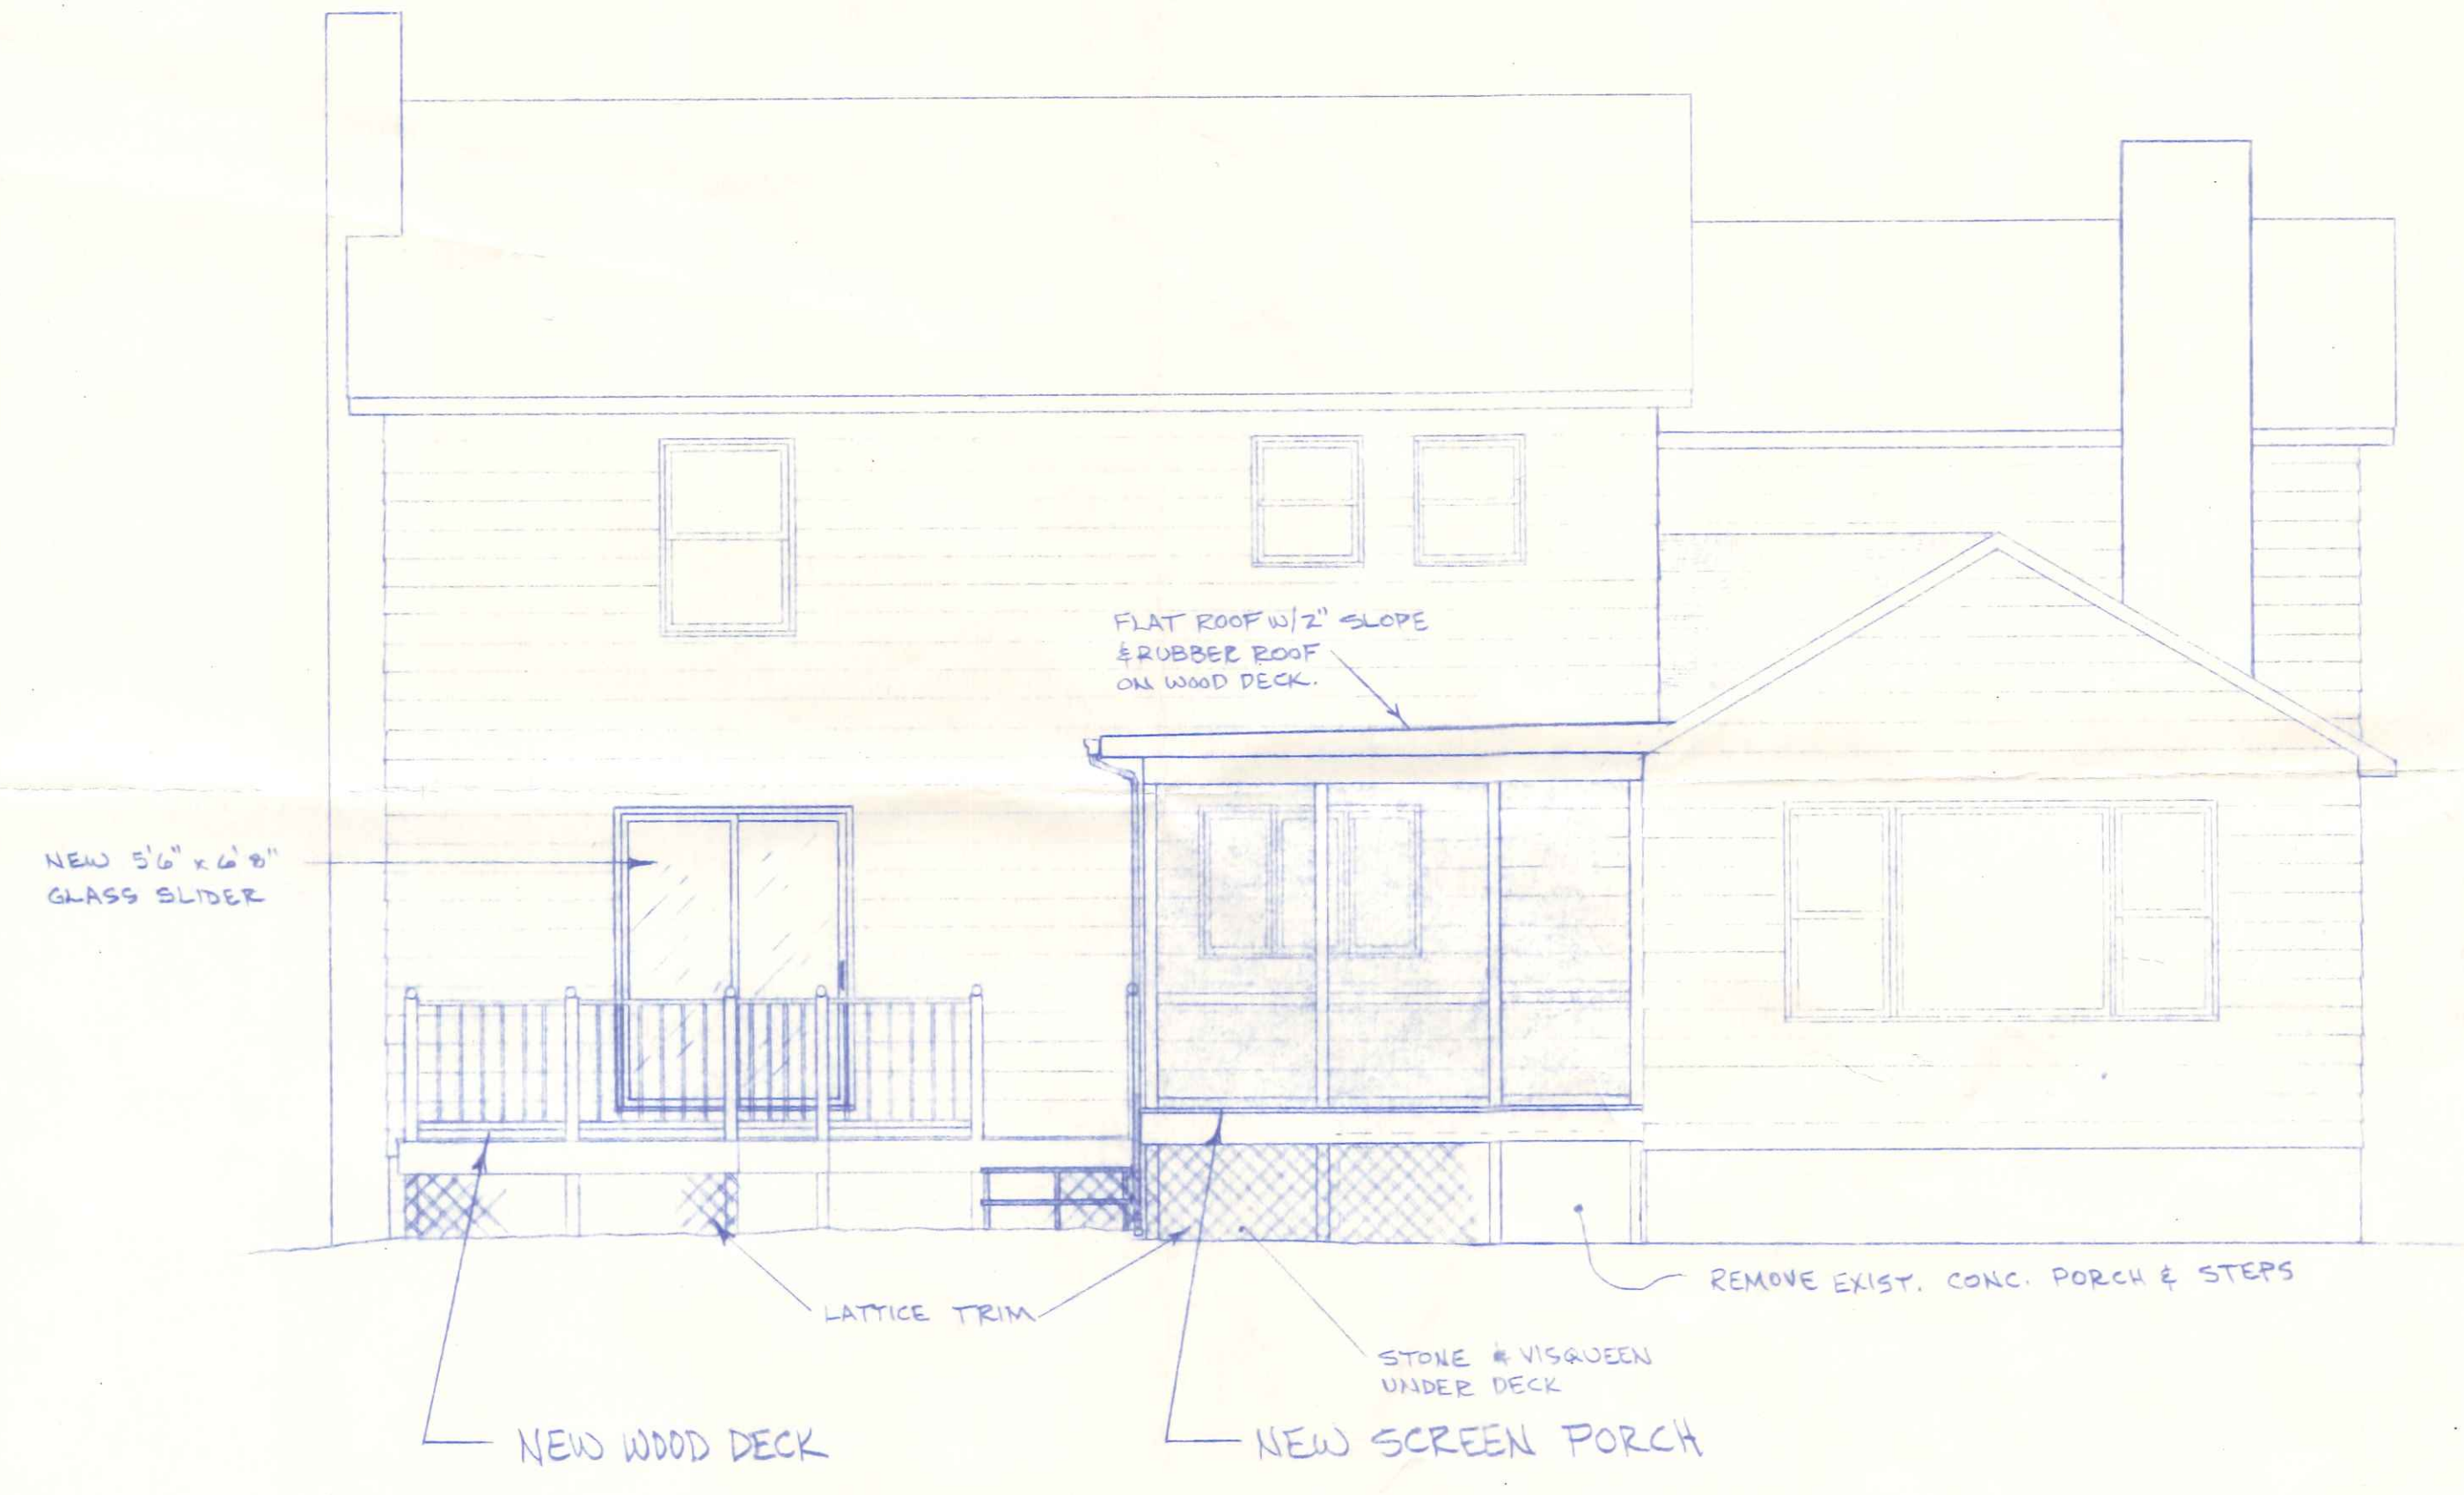 FLAT ROOF W/2" SLOPE
& RUBBER ROOF
ON WOOD DECK.
NEW 5'6" x 6'8"
GLASS SLIDER
LATTICE TRIM
REMOVE EXIST. CONC. PORCH & STEPS
STONE & VISQUEEN
UNDER DECK
NEW WOOD DECK
NEW SCREEN PORCH